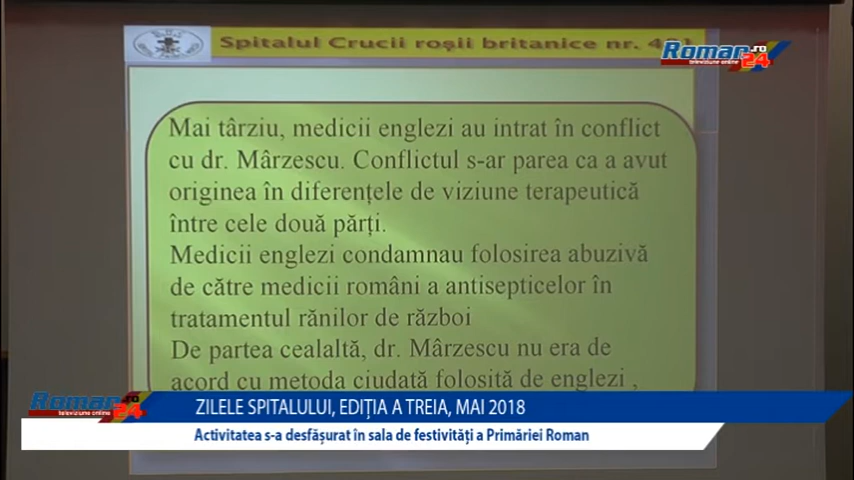 Spitalul Crucii roșii britanice nr.
Roman.ro
televiziune online 24
Mai târziu, medicii englezi au intrat în conflict
cu dr. Mârzescu. Conflictul s-ar parea ca a avut
originea în diferențele de viziune terapeutică
între cele două părți.
Medicii englezi condamnau folosirea abuzivă
de către medicii români a antisepticelor în
tratamentul rănilor de război
De partea cealaltă, dr. Mârzescu nu era de
acord cu metoda ciudată folosită de englezi ,
Roman.ro
televiziune online 24
ZILELE SPITALULUI, EDIȚIA A TREIA, MAI 2018
Activitatea s-a desfășurat în sala de festivități a Primăriei Roman